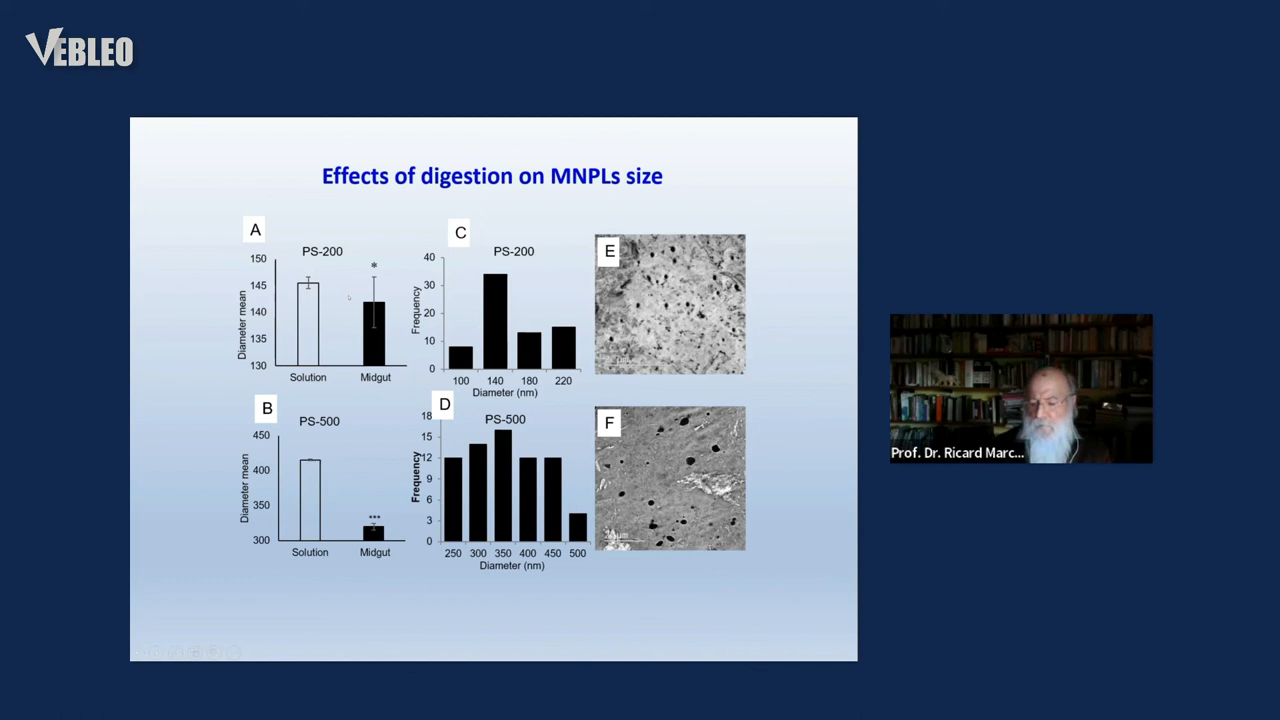 VEBLEO
Effects of digestion on MNPLs size
A
PS-200
150
145
140
135
130
Diameter mean
*
Solution
Midgut
C
PS-200
40
30
20
10
0
Frequency
100
140
180
220
Diameter (nm)
E
B
PS-500
450
400
350
300
Diameter mean
***
Solution
Midgut
D
PS-500
18
15
12
9
6
3
0
Frequency
250
300
350
400
450
500
Diameter (nm)
F
Prof. Dr. Ricard Marc...